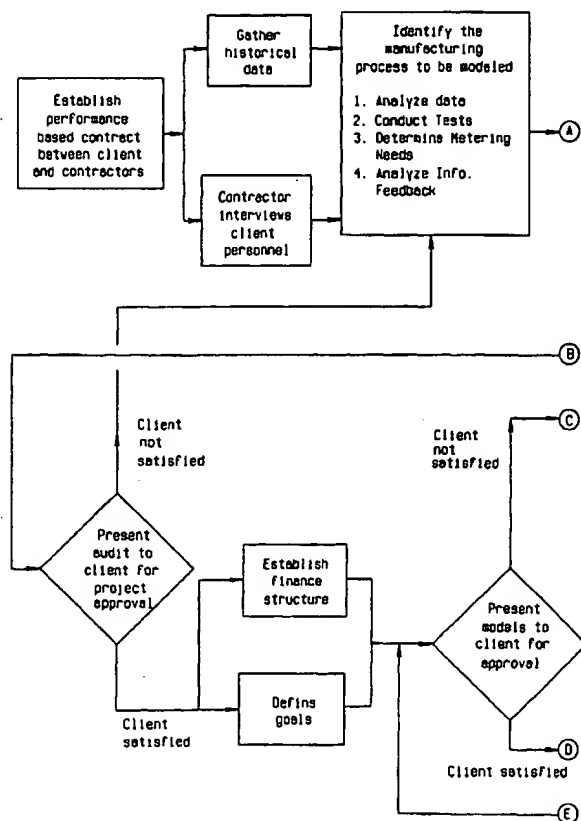 Gather
historical
data
Identify the
manufacturing
process to be modeled
1. Analyze data
2. Conduct Tests
3. Determine Metering
Needs
4. Analyze Info.
Feedback
Establish
performance
based contract
between client
and contractors
A
Contractor
interviews
client
personnel
B
Client
not
satisfied
Client
not
satisfied
C
Present
audit to
client for
project
approval
Establish
finance
structure
Present
models to
client for
approval
Defins
goals
Client
satisfied
D
Client satisfied
E